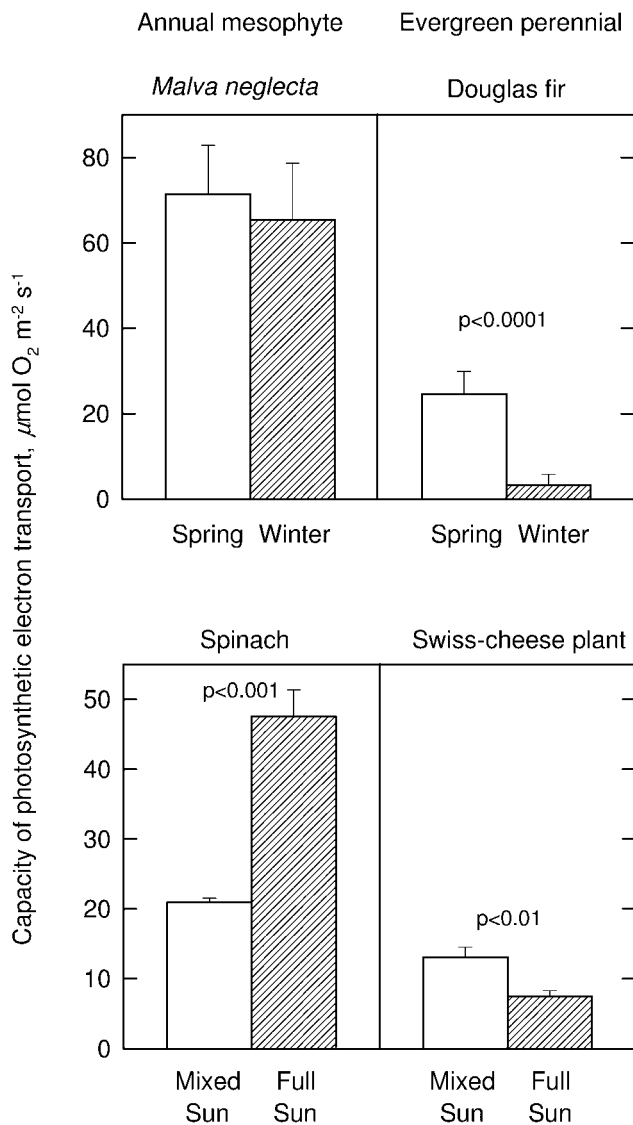 Annual mesophyte Evergreen perennial
Malva neglecta Douglas fir
Capacity of photosynthetic electron transport, µmol O2 m-2 s-1
80
60
40
20
0
p<0.0001
Spring Winter Spring Winter
Spinach Swiss-cheese plant
50
40
30
20
10
0
p<0.001
p<0.01
Mixed Full Mixed Full
Sun Sun Sun Sun